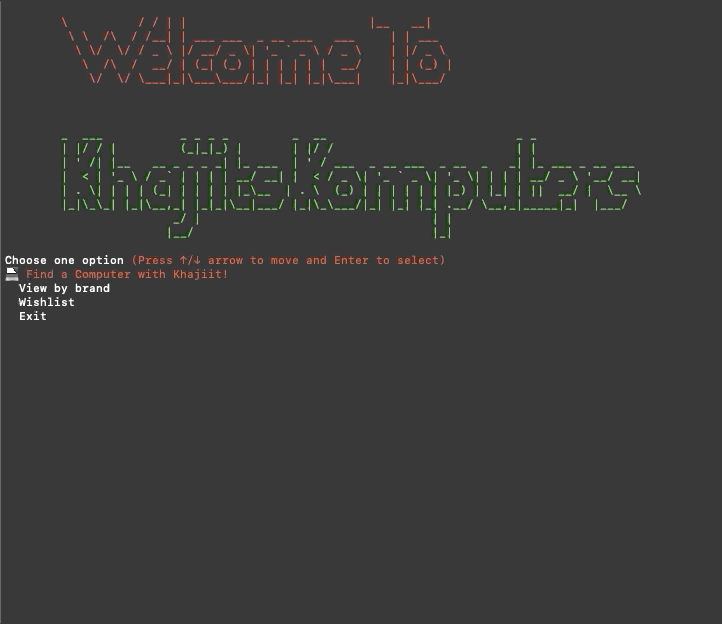 Welcome To
KhajiitsKomputers
Choose one option (Press ↑/↓ arrow to move and Enter to select)
Find a Computer with Khajiit!
View by brand
Wishlist
Exit